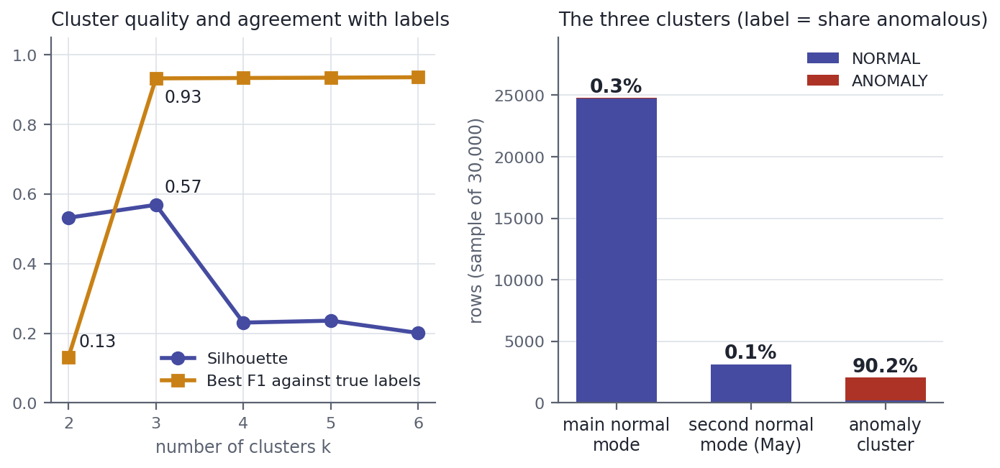 Cluster quality and agreement with labels
1.0
0.8
0.6
0.4
0.2
0.0
0.93
0.57
0.13
Silhouette
Best F1 against true labels
2 3 4 5 6
number of clusters k
The three clusters (label = share anomalous)
NORMAL
ANOMALY
rows (sample of 30,000)
25000
20000
15000
10000
5000
0
0.3%
0.1%
90.2%
main normal
mode
second normal
mode (May)
anomaly
cluster